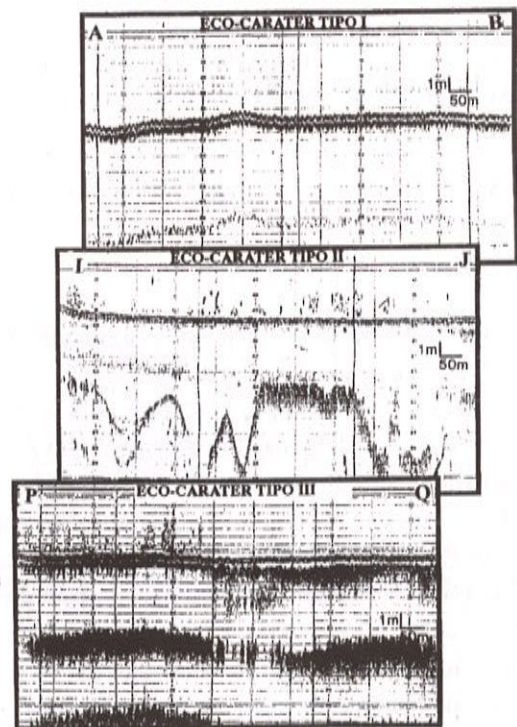 A ECO-CARATER TIPO I B
1m
50m
I ECO-CARATER TIPO II J
1m
50m
P ECO-CARATER TIPO III Q
1m